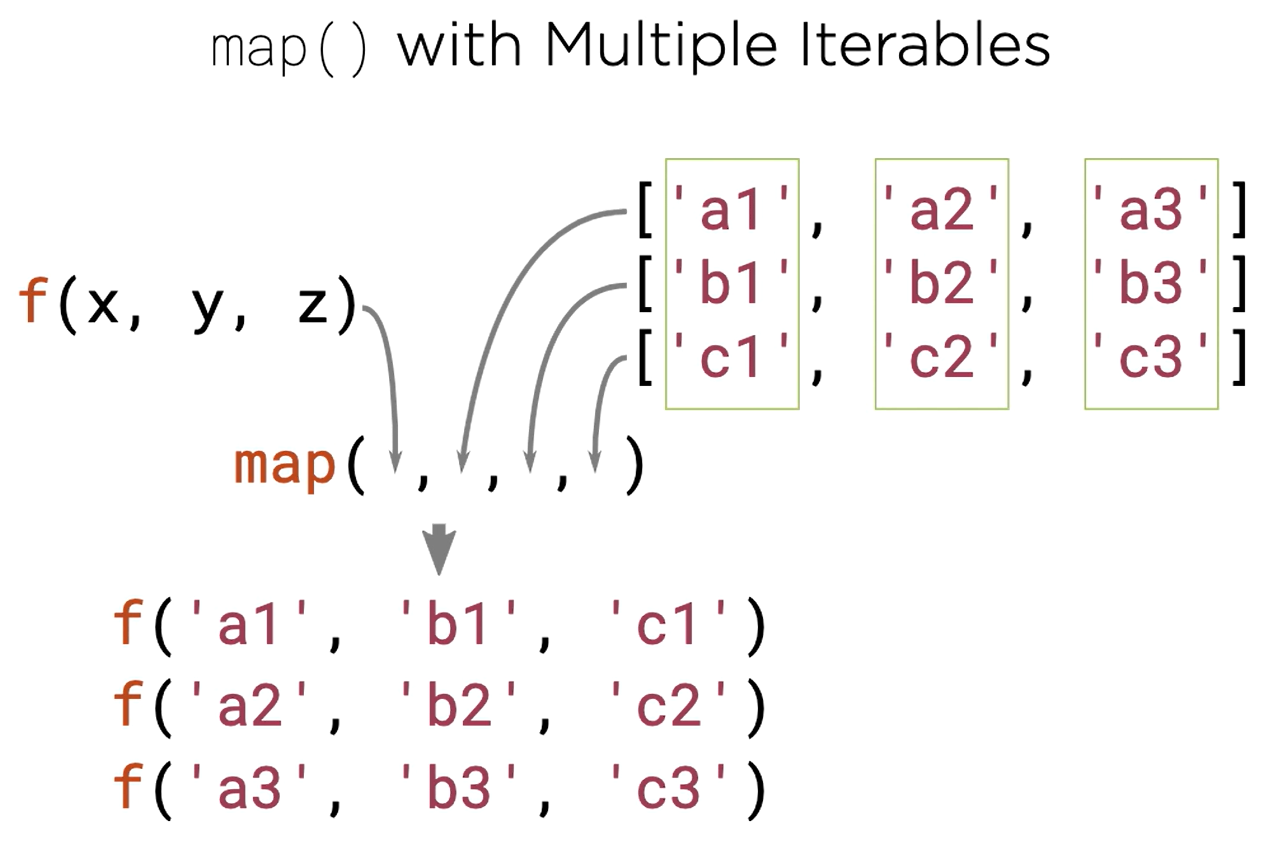 map() with Multiple Iterables
['a1', 'a2', 'a3']
['b1', 'b2', 'b3']
['c1', 'c2', 'c3']
f(x, y, z)
map( , , , )
f('a1', 'b1', 'c1')
f('a2', 'b2', 'c2')
f('a3', 'b3', 'c3')